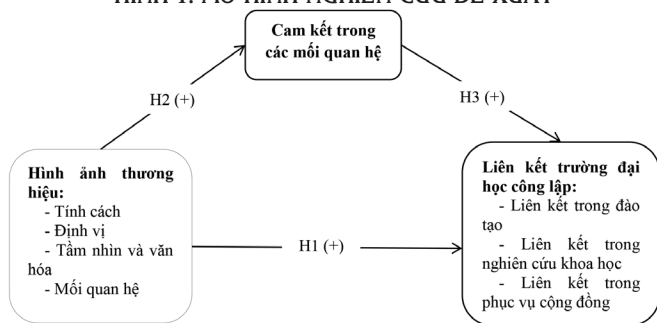 HÌNH 1: MÔ HÌNH NGHIÊN CỨU ĐỀ XUẤT
Cam kết trong
các mối quan hệ
H2 (+)
H3 (+)
Hình ảnh thương
hiệu:
- Tính cách
- Định vị
- Tầm nhìn và văn
hóa
- Mối quan hệ
H1 (+)
Liên kết trường đại
học công lập:
- Liên kết trong đào
tạo
- Liên kết trong
nghiên cứu khoa học
- Liên kết trong
phục vụ cộng đồng